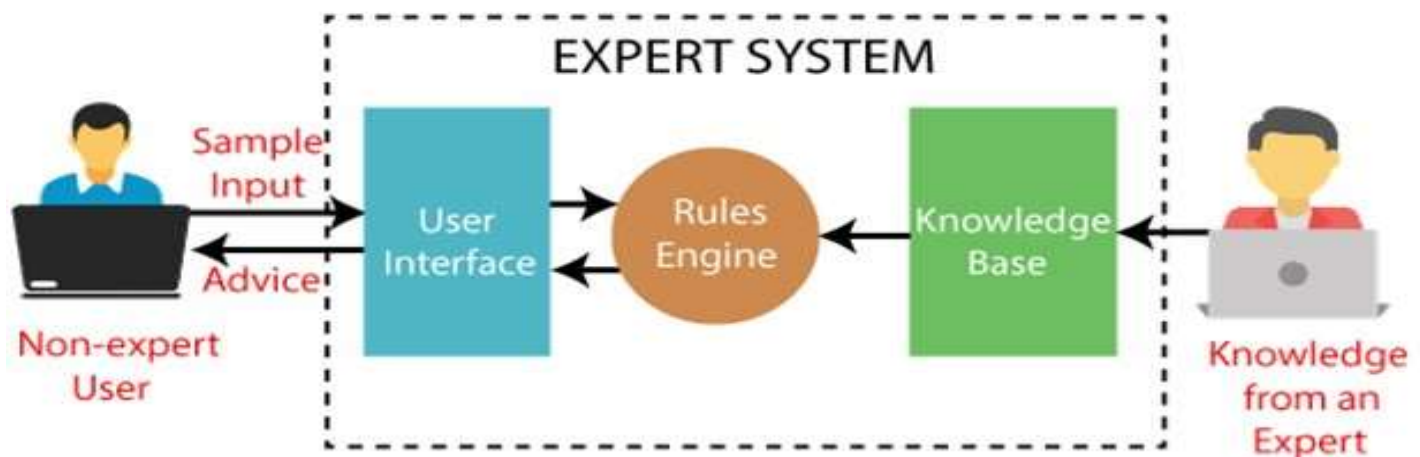 EXPERT SYSTEM
Sample
Input
Advice
Non-expert
User
User
Interface
Rules
Engine
Knowledge
Base
Knowledge
from an
Expert